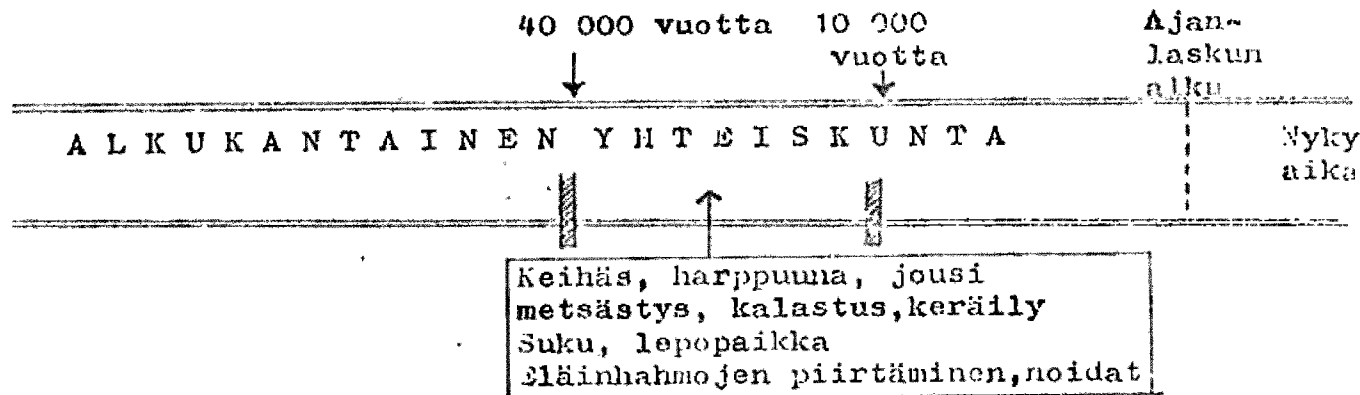 40 000 vuotta
10 000
vuotta
Ajan-
laskun
alku
ALKUKANTAINEN YHTEISKUNTA
Nyky
aika
Keihäs, harppuuna, jousi
metsästys, kalastus,keräily
Suku, lepopaikka
Eläinhahmojen piirtäminen,noidat